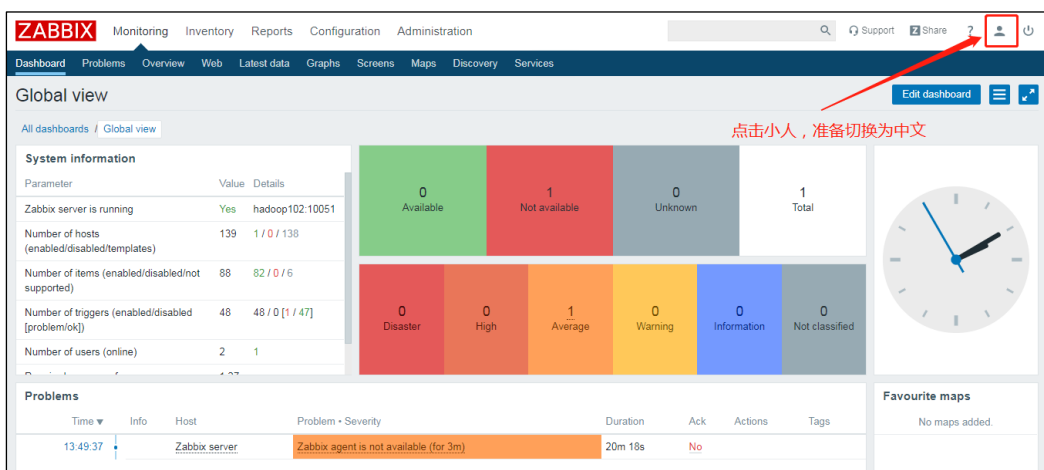 ZABBIX Monitoring Inventory Reports Configuration Administration Support Z Share ?
Dashboard Problems Overview Web Latest data Graphs Screens Maps Discovery Services
Global view Edit dashboard
点击小人，准备切换为中文
All dashboards / Global view
System information
Parameter Value Details
Zabbix server is running Yes hadoop102:10051
Number of hosts 139 1 / 0 / 138
(enabled/disabled/templates)
Number of items (enabled/disabled/not 88 82 / 0 / 6
supported)
Number of triggers (enabled/disabled 48 48 / 0 [1 / 47]
[problem/ok])
Number of users (online) 2 1
0 1 0 1
Available Not available Unknown Total
0 0 1 0 0 0
Disaster High Average Warning Information Not classified
Problems
Time ▼ Info Host Problem • Severity Duration Ack Actions Tags
13:49:37 Zabbix server Zabbix agent is not available (for 3m) 20m 18s No
Favourite maps
No maps added.